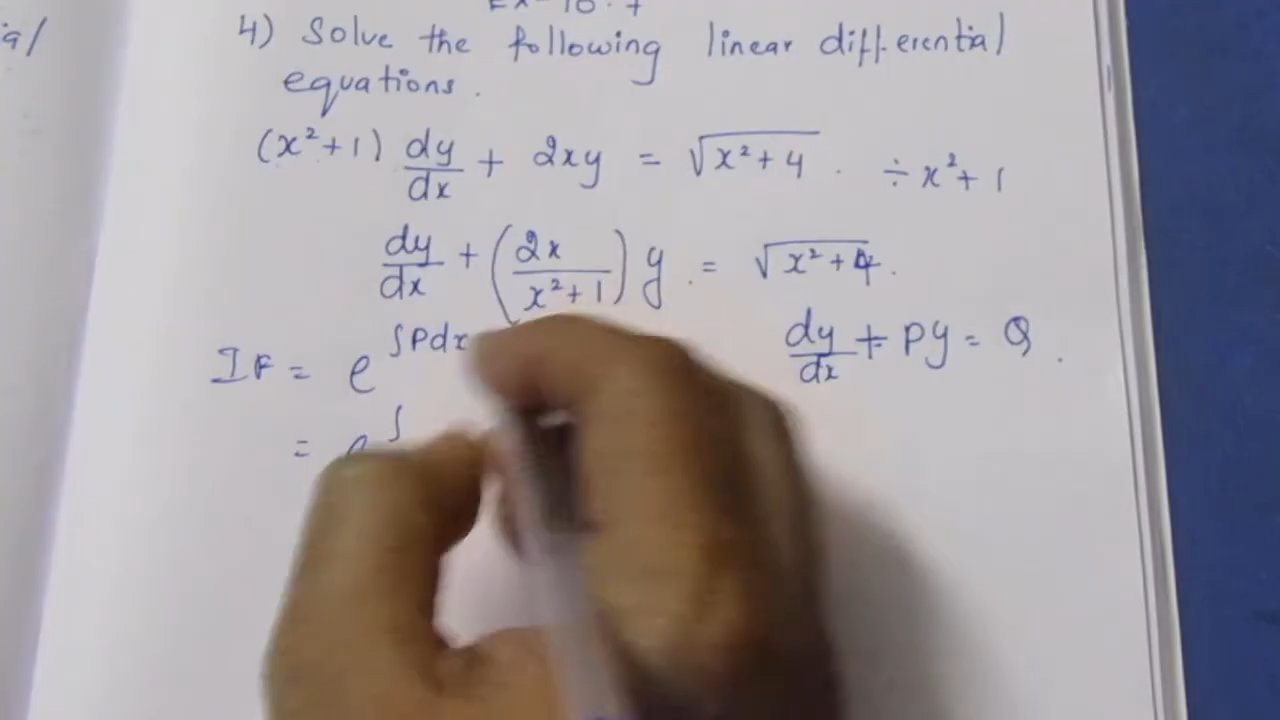 4) Solve the following linear differential
equations.
(x²+1) dy/dx + 2xy = √(x²+4). ÷ x²+1
dy/dx + (2x/(x²+1)) y. = √(x²+4).
IF = e^∫Pdx
dy/dx + Py = Q.
= e^∫